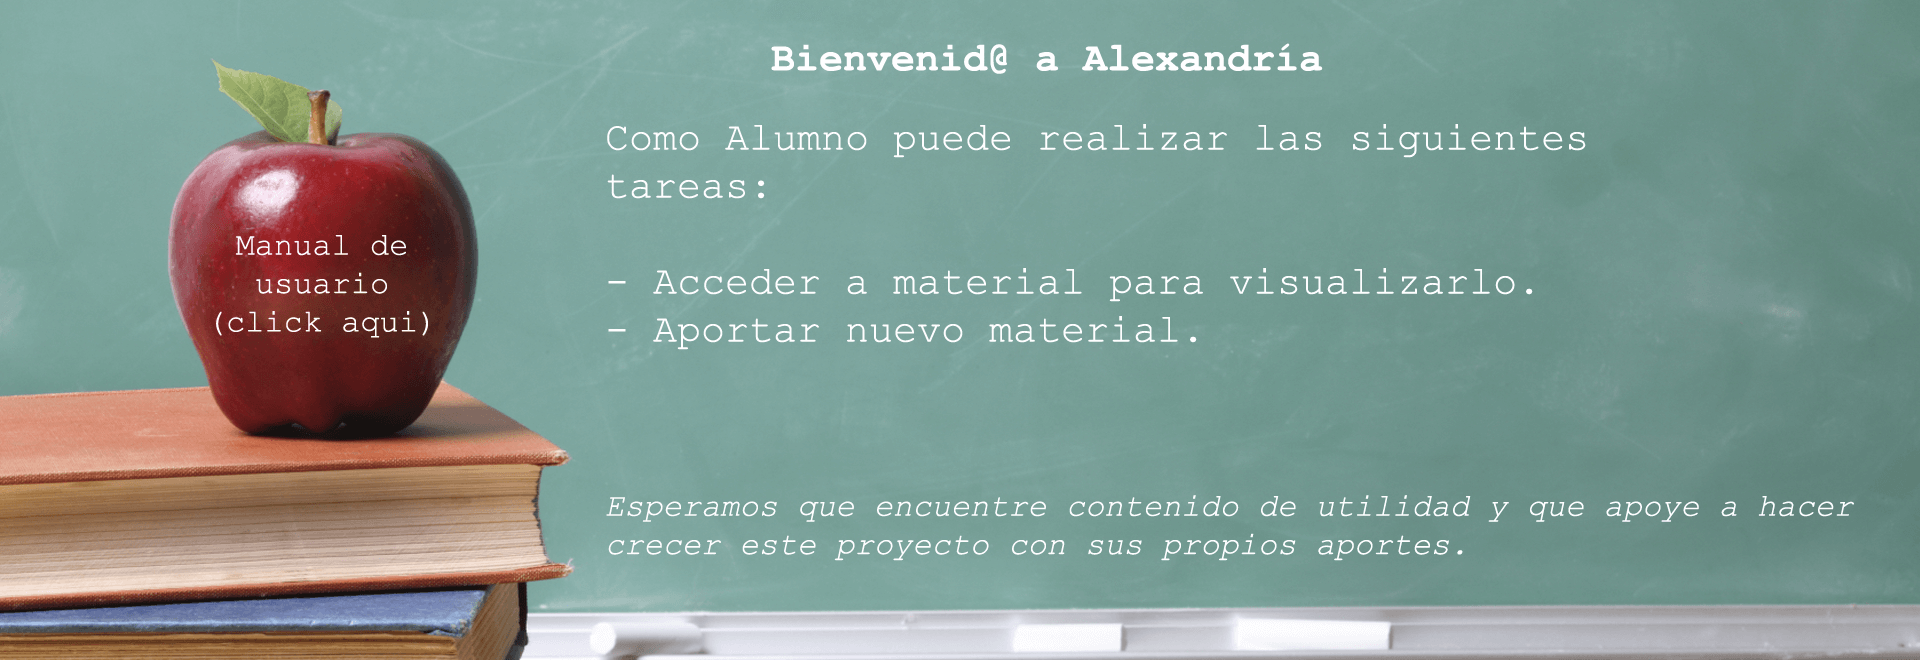 Bienvenid@ a Alexandría
Como Alumno puede realizar las siguientes
tareas:
- Acceder a material para visualizarlo.
- Aportar nuevo material.
Esperamos que encuentre contenido de utilidad y que apoye a hacer
crecer este proyecto con sus propios aportes.
Manual de
usuario
(click aqui)